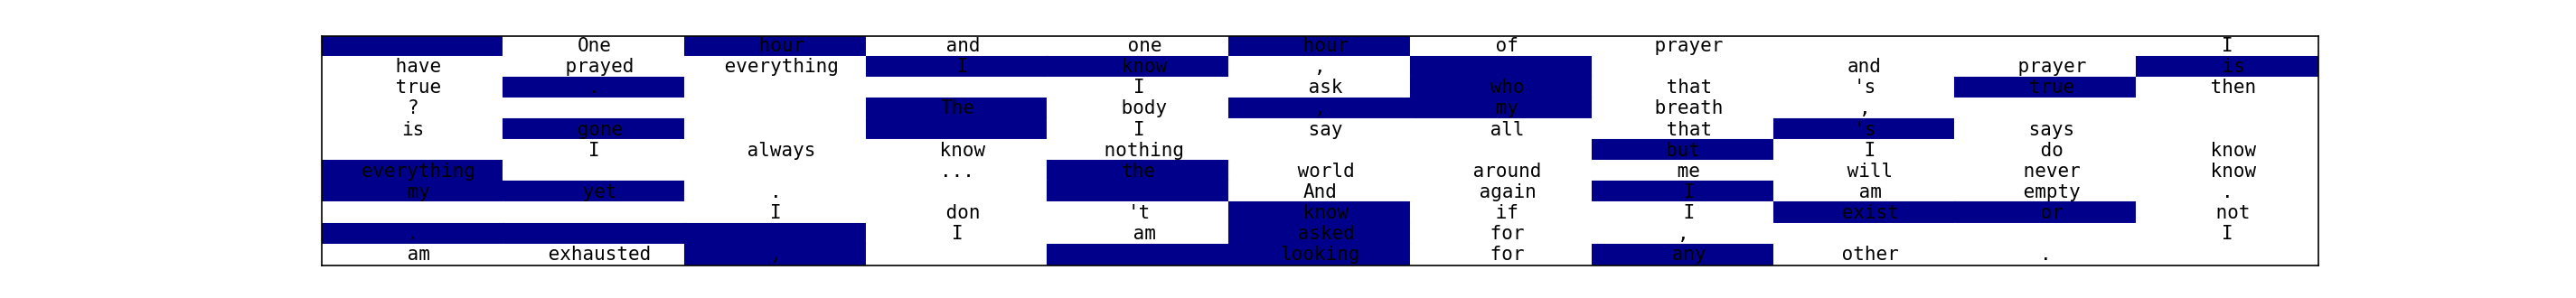 One hour and one hour of prayer I
have prayed everything I know , and prayer is
true . I ask who that 's true then
? The body , my breath ,
is gone I say all that 's says
I always know nothing but I do know
everything ... the world around me will never know
my yet . And again I am empty .
I don 't know if I exist or not
. I am asked for , I
am exhausted , looking for any other .